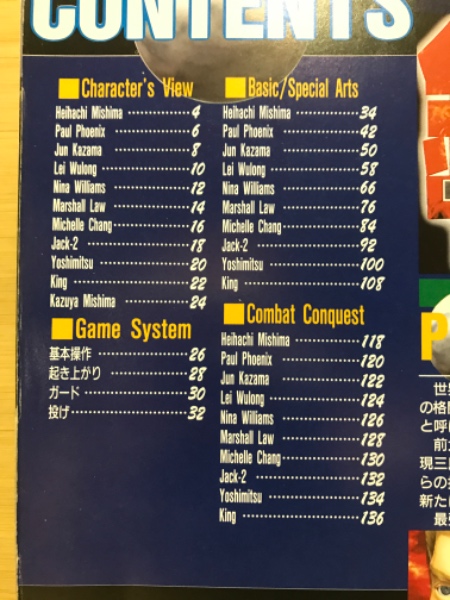 CONTENTS
Character's View
Heihachi Mishima 4
Paul Phoenix 6
Jun Kazama 8
Lei Wulong 10
Nina Williams 12
Marshall Law 14
Michelle Chang 16
Jack-2 18
Yoshimitsu 20
King 22
Kazuya Mishima 24
Game System
基本操作 26
起き上がり 28
ガード 30
投げ 32
Basic/Special Arts
Heihachi Mishima 34
Paul Phoenix 42
Jun Kazama 50
Lei Wulong 58
Nina Williams 66
Marshall Law 76
Michelle Chang 84
Jack-2 92
Yoshimitsu 100
King 108
Combat Conquest
Heihachi Mishima 118
Paul Phoenix 120
Jun Kazama 122
Lei Wulong 124
Nina Williams 126
Marshall Law 128
Michelle Chang 130
Jack-2 132
Yoshimitsu 134
King 136
P
世
の格闘
と呼
前
現三
らの
新た
最